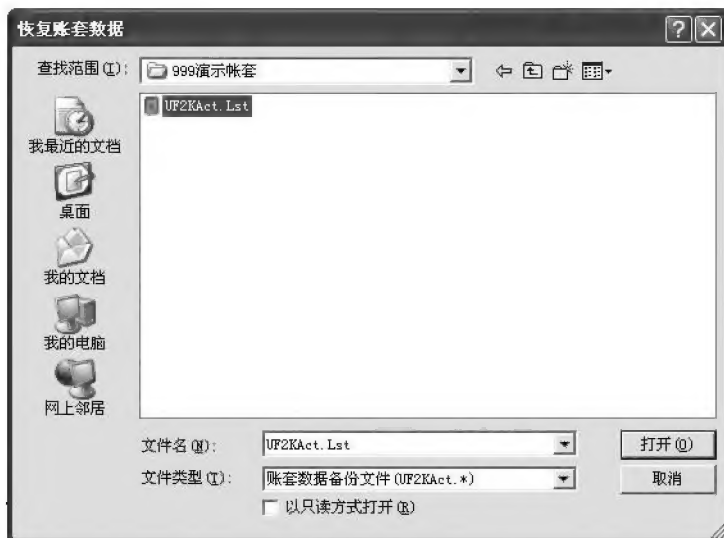 恢复账套数据
查找范围(I):
999演示帐套
UF2KAct.Lst
我最近的文档
桌面
我的文档
我的电脑
网上邻居
文件名(N):
UF2KAct.Lst
打开(O)
文件类型(T):
账套数据备份文件(UF2KAct.*)
取消
以只读方式打开(R)